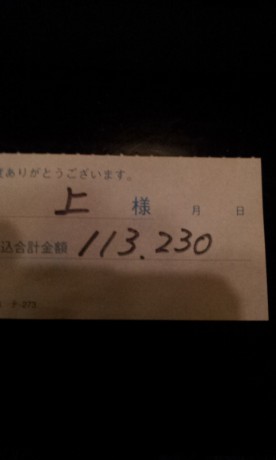 ありがとうございます。
上 様 月 日
込合計金額 113.230